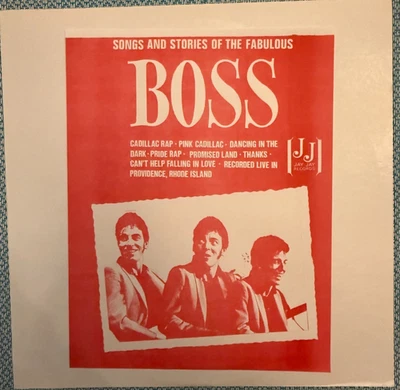 SONGS AND STORIES OF THE FABULOUS
BOSS
CADILLAC RAP · PINK CADILLAC · DANCING IN THE
DARK · PRIDE RAP · PROMISED LAND · THANKS ·
CAN'T HELP FALLING IN LOVE · RECORDED LIVE IN
PROVIDENCE, RHODE ISLAND
JJ
JAY JAY
RECORDS